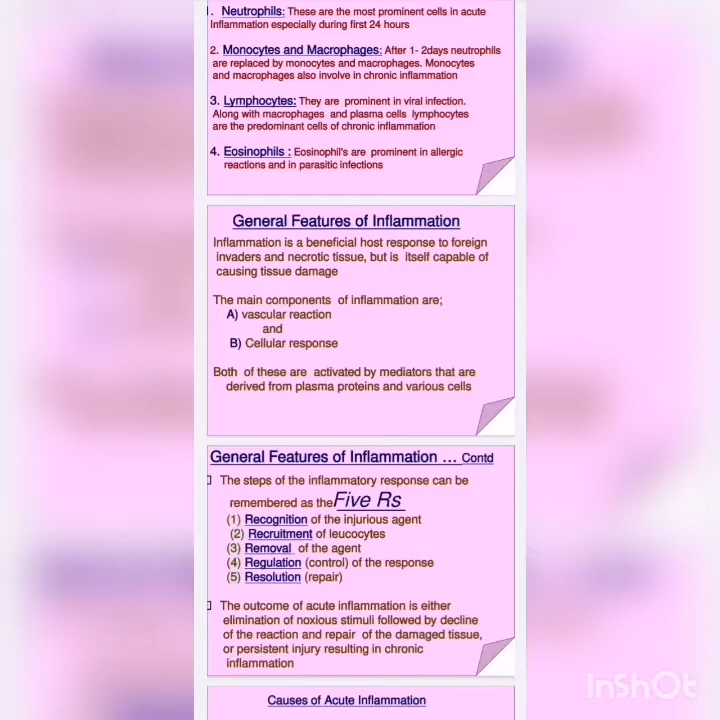 1. Neutrophils: These are the most prominent cells in acute
Inflammation especially during first 24 hours
2. Monocytes and Macrophages: After 1- 2days neutrophils
are replaced by monocytes and macrophages. Monocytes
and macrophages also involve in chronic inflammation
3. Lymphocytes: They are prominent in viral infection.
Along with macrophages and plasma cells lymphocytes
are the predominant cells of chronic inflammation
4. Eosinophils : Eosinophil's are prominent in allergic
reactions and in parasitic infections
General Features of Inflammation
Inflammation is a beneficial host response to foreign
invaders and necrotic tissue, but is itself capable of
causing tissue damage
The main components of inflammation are;
A) vascular reaction
and
B) Cellular response
Both of these are activated by mediators that are
derived from plasma proteins and various cells
General Features of Inflammation ... Contd
The steps of the inflammatory response can be
remembered as the Five Rs
(1) Recognition of the injurious agent
(2) Recruitment of leucocytes
(3) Removal of the agent
(4) Regulation (control) of the response
(5) Resolution (repair)
The outcome of acute inflammation is either
elimination of noxious stimuli followed by decline
of the reaction and repair of the damaged tissue,
or persistent injury resulting in chronic
inflammation
Causes of Acute Inflammation
InShOt